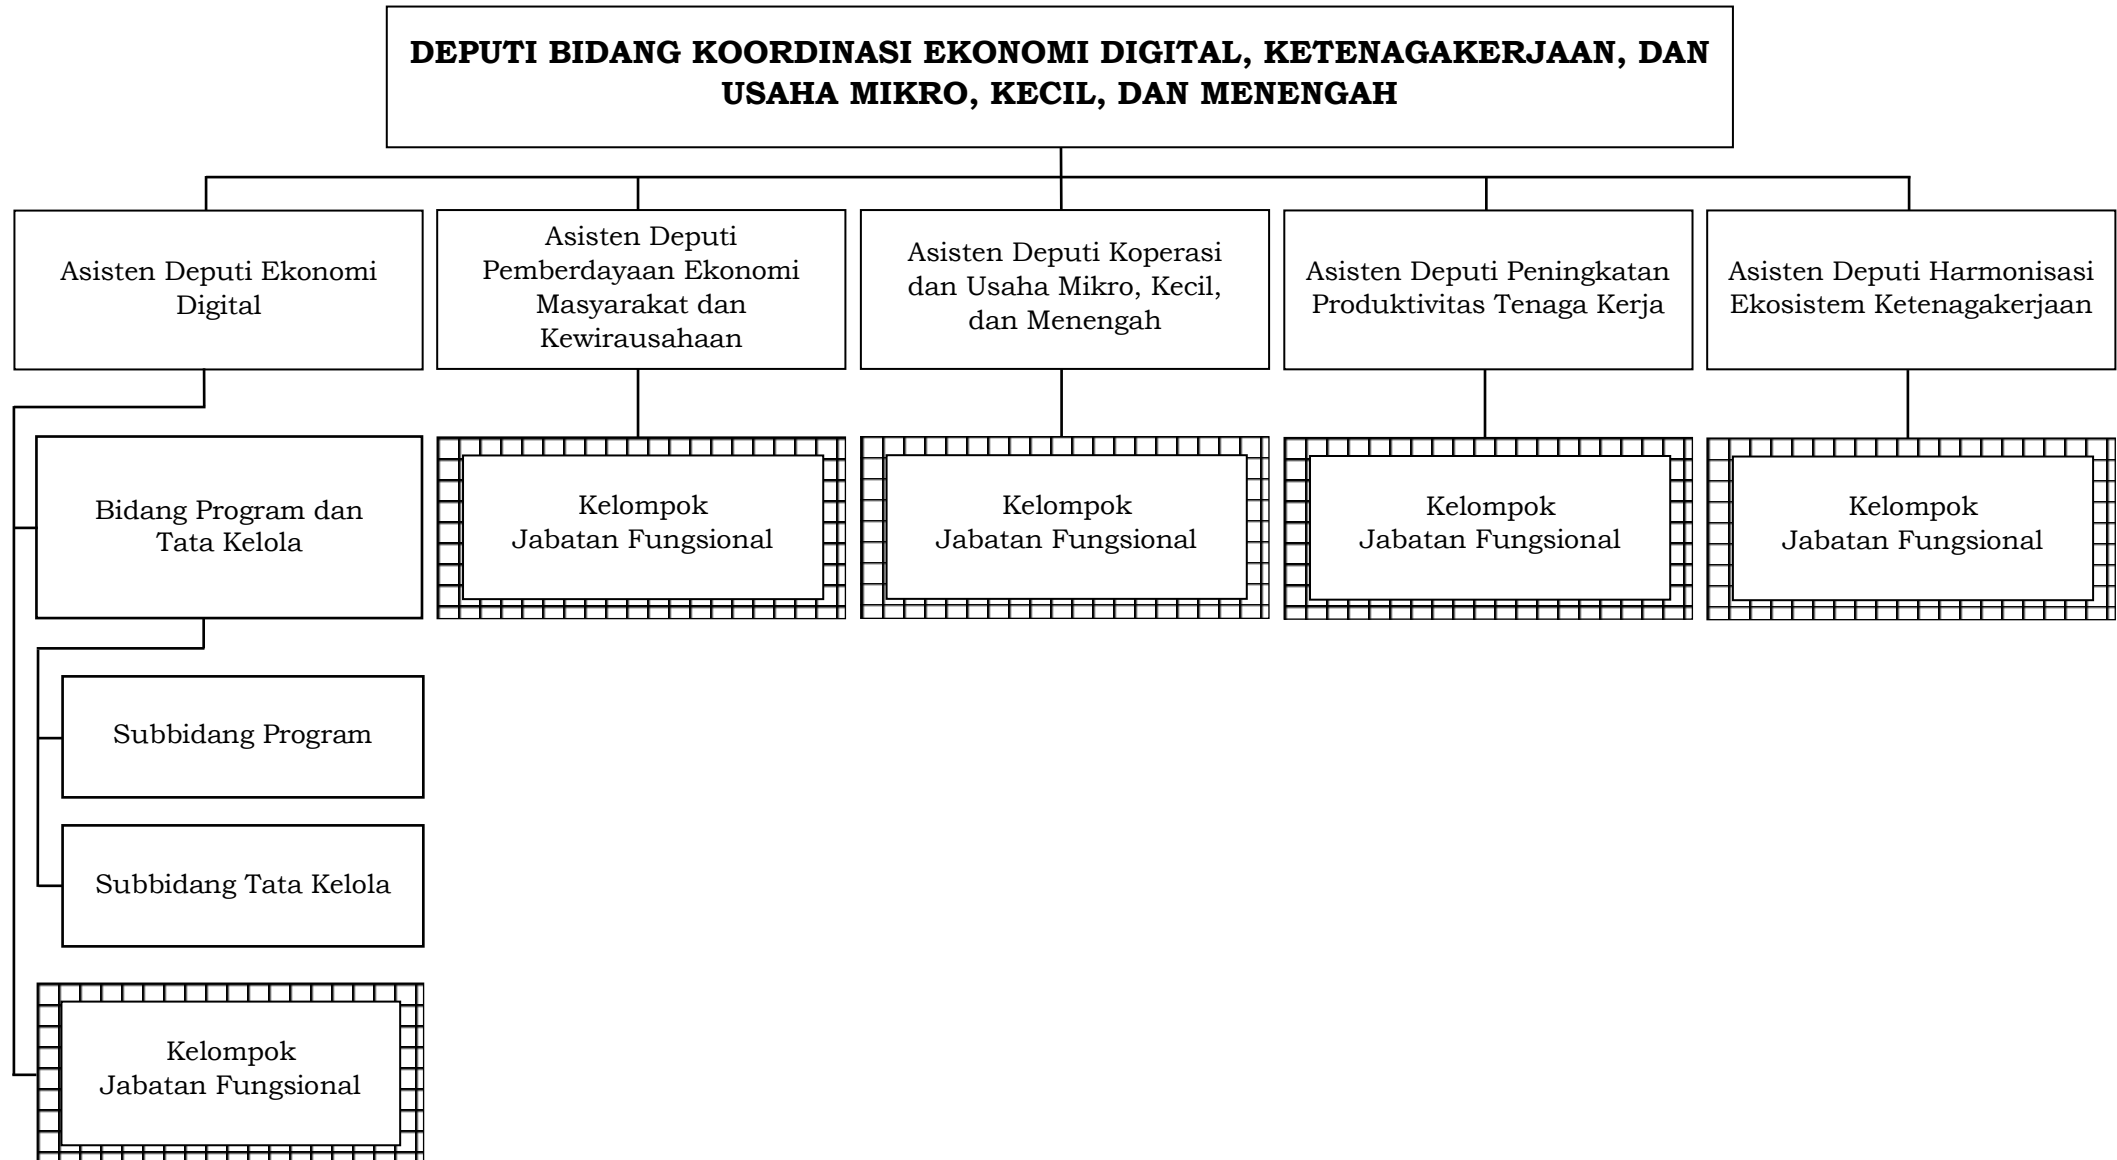 DEPUTI BIDANG KOORDINASI EKONOMI DIGITAL, KETENAGAKERJAAN, DAN
USAHA MIKRO, KECIL, DAN MENENGAH
Asisten Deputi Ekonomi
Digital
Asisten Deputi
Pemberdayaan Ekonomi
Masyarakat dan
Kewirausahaan
Asisten Deputi Koperasi
dan Usaha Mikro, Kecil,
dan Menengah
Asisten Deputi Peningkatan
Produktivitas Tenaga Kerja
Asisten Deputi Harmonisasi
Ekosistem Ketenagakerjaan
Bidang Program dan
Tata Kelola
Kelompok
Jabatan Fungsional
Kelompok
Jabatan Fungsional
Kelompok
Jabatan Fungsional
Kelompok
Jabatan Fungsional
Subbidang Program
Subbidang Tata Kelola
Kelompok
Jabatan Fungsional